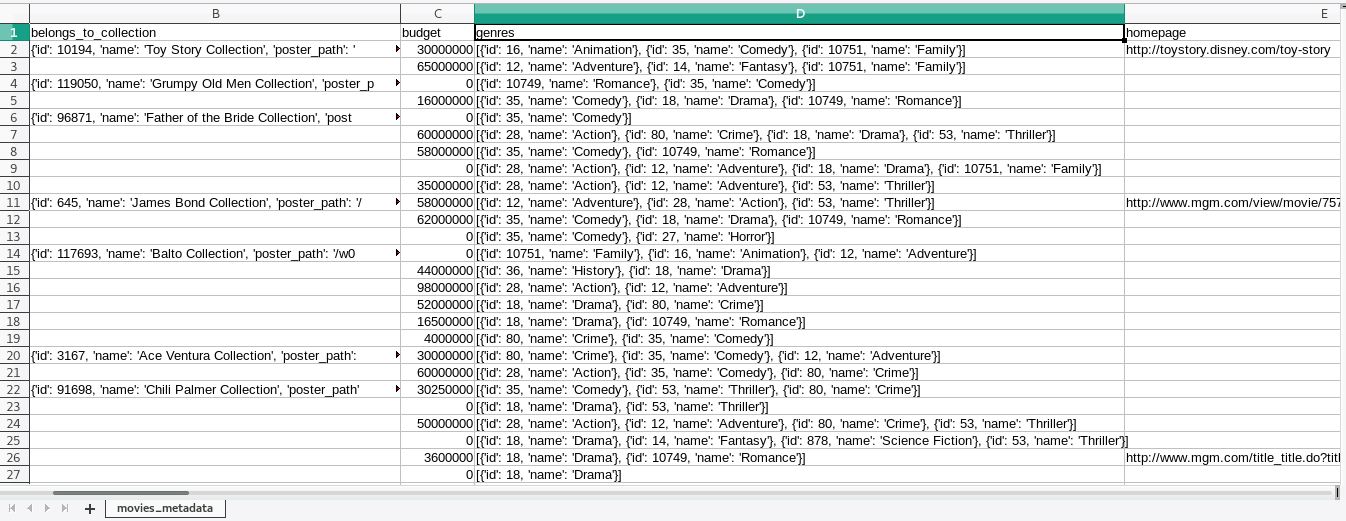 B C D E
1 belongs_to_collection budget genres homepage
2 {'id': 10194, 'name': 'Toy Story Collection', 'poster_path': ' 30000000 [{'id': 16, 'name': 'Animation'}, {'id': 35, 'name': 'Comedy'}, {'id': 10751, 'name': 'Family'}] http://toystory.disney.com/toy-story
3 65000000 [{'id': 12, 'name': 'Adventure'}, {'id': 14, 'name': 'Fantasy'}, {'id': 10751, 'name': 'Family'}]
4 {'id': 119050, 'name': 'Grumpy Old Men Collection', 'poster_p 0 [{'id': 10749, 'name': 'Romance'}, {'id': 35, 'name': 'Comedy'}]
5 16000000 [{'id': 35, 'name': 'Comedy'}, {'id': 18, 'name': 'Drama'}, {'id': 10749, 'name': 'Romance'}]
6 {'id': 96871, 'name': 'Father of the Bride Collection', 'post 0 [{'id': 35, 'name': 'Comedy'}]
7 60000000 [{'id': 28, 'name': 'Action'}, {'id': 80, 'name': 'Crime'}, {'id': 18, 'name': 'Drama'}, {'id': 53, 'name': 'Thriller'}]
8 58000000 [{'id': 35, 'name': 'Comedy'}, {'id': 10749, 'name': 'Romance'}]
9 0 [{'id': 28, 'name': 'Action'}, {'id': 12, 'name': 'Adventure'}, {'id': 18, 'name': 'Drama'}, {'id': 10751, 'name': 'Family'}]
10 35000000 [{'id': 28, 'name': 'Action'}, {'id': 12, 'name': 'Adventure'}, {'id': 53, 'name': 'Thriller'}]
11 {'id': 645, 'name': 'James Bond Collection', 'poster_path': '/ 58000000 [{'id': 12, 'name': 'Adventure'}, {'id': 28, 'name': 'Action'}, {'id': 53, 'name': 'Thriller'}] http://www.mgm.com/view/movie/757
12 62000000 [{'id': 35, 'name': 'Comedy'}, {'id': 18, 'name': 'Drama'}, {'id': 10749, 'name': 'Romance'}]
13 0 [{'id': 35, 'name': 'Comedy'}, {'id': 27, 'name': 'Horror'}]
14 {'id': 117693, 'name': 'Balto Collection', 'poster_path': '/w0 0 [{'id': 10751, 'name': 'Family'}, {'id': 16, 'name': 'Animation'}, {'id': 12, 'name': 'Adventure'}]
15 44000000 [{'id': 36, 'name': 'History'}, {'id': 18, 'name': 'Drama'}]
16 98000000 [{'id': 28, 'name': 'Action'}, {'id': 12, 'name': 'Adventure'}]
17 52000000 [{'id': 18, 'name': 'Drama'}, {'id': 80, 'name': 'Crime'}]
18 16500000 [{'id': 18, 'name': 'Drama'}, {'id': 10749, 'name': 'Romance'}]
19 4000000 [{'id': 80, 'name': 'Crime'}, {'id': 35, 'name': 'Comedy'}]
20 {'id': 3167, 'name': 'Ace Ventura Collection', 'poster_path': 30000000 [{'id': 80, 'name': 'Crime'}, {'id': 35, 'name': 'Comedy'}, {'id': 12, 'name': 'Adventure'}]
21 60000000 [{'id': 28, 'name': 'Action'}, {'id': 35, 'name': 'Comedy'}, {'id': 80, 'name': 'Crime'}]
22 {'id': 91698, 'name': 'Chili Palmer Collection', 'poster_path' 30250000 [{'id': 35, 'name': 'Comedy'}, {'id': 53, 'name': 'Thriller'}, {'id': 80, 'name': 'Crime'}]
23 0 [{'id': 18, 'name': 'Drama'}, {'id': 53, 'name': 'Thriller'}]
24 50000000 [{'id': 28, 'name': 'Action'}, {'id': 12, 'name': 'Adventure'}, {'id': 80, 'name': 'Crime'}, {'id': 53, 'name': 'Thriller'}]
25 0 [{'id': 18, 'name': 'Drama'}, {'id': 14, 'name': 'Fantasy'}, {'id': 878, 'name': 'Science Fiction'}, {'id': 53, 'name': 'Thriller'}]
26 3600000 [{'id': 18, 'name': 'Drama'}, {'id': 10749, 'name': 'Romance'}] http://www.mgm.com/title_title.do?titl
27 0 [{'id': 18, 'name': 'Drama'}]
movies_metadata